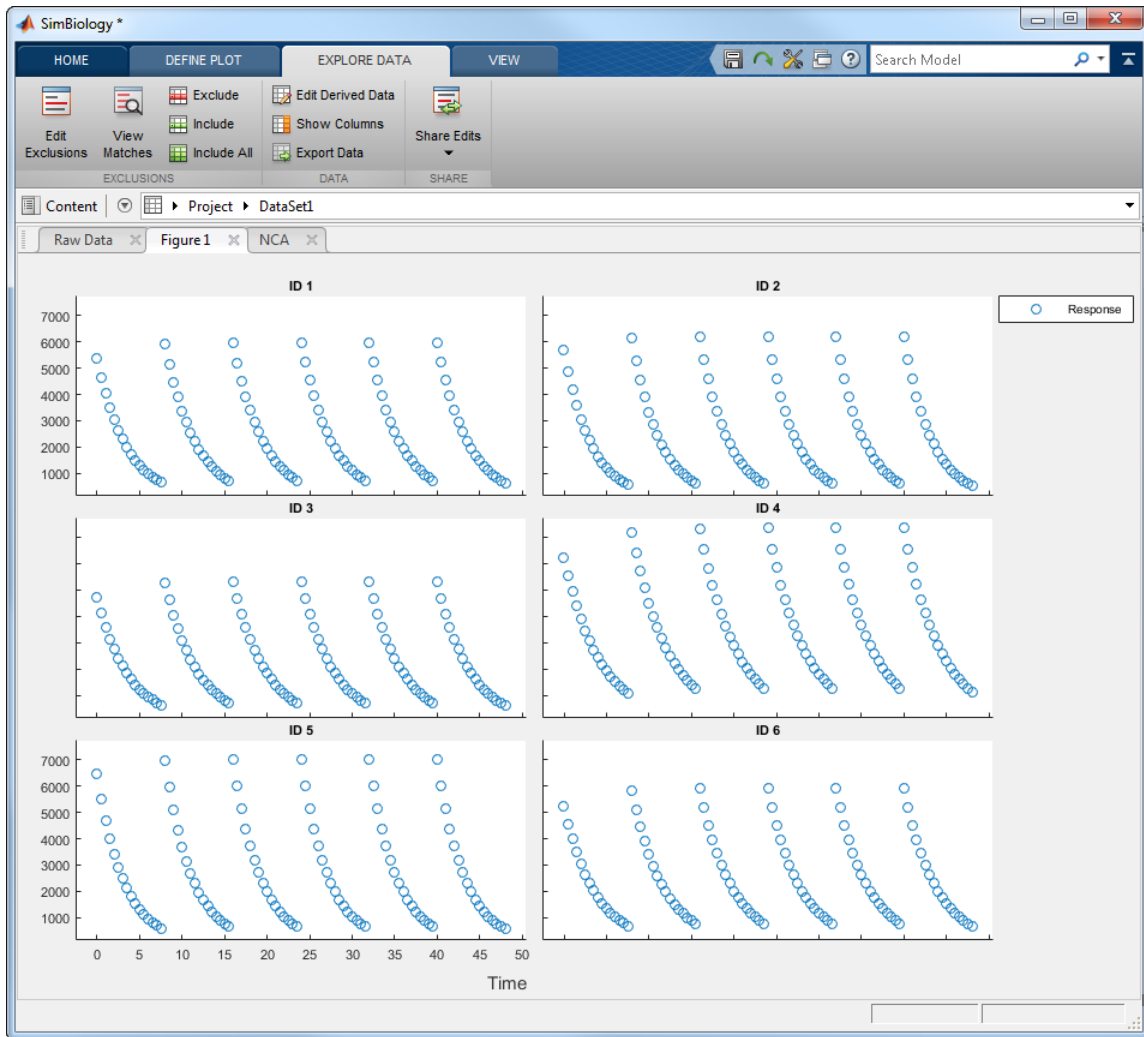 SimBiology *
HOME DEFINE PLOT EXPLORE DATA VIEW Search Model
Edit Exclusions
View Matches
Exclude
Include
Include All
EXCLUSIONS
Edit Derived Data
Show Columns
Export Data
DATA
Share Edits
SHARE
Content Project DataSet1
Raw Data Figure 1 NCA
ID 1
7000
6000
5000
4000
3000
2000
1000
ID 2
Response
ID 3
ID 4
ID 5
7000
6000
5000
4000
3000
2000
1000
0 5 10 15 20 25 30 35 40 45 50
ID 6
Time